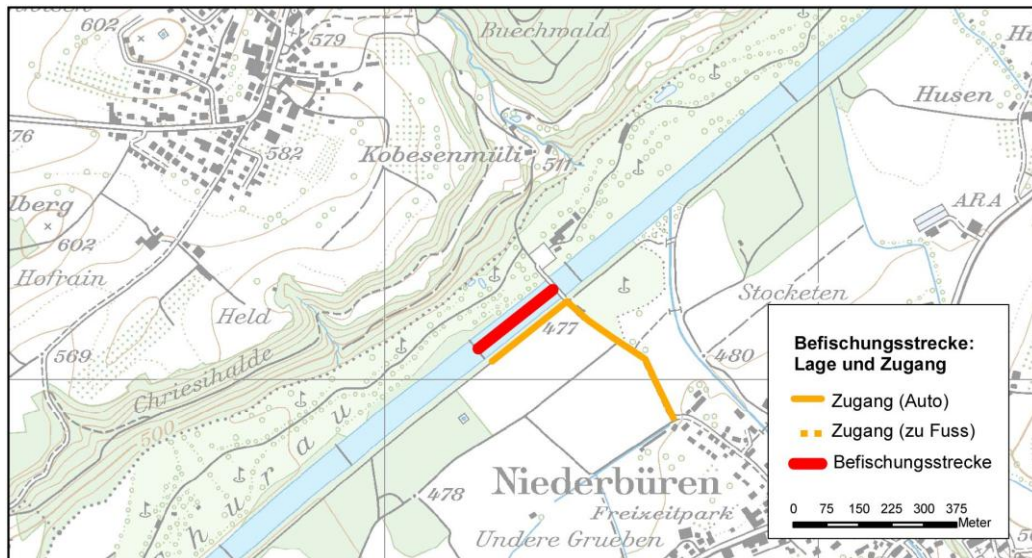 602
579
Buechwald
Husen
76
582
Kobesenmüli
511
lberg
602
ARA
Hofrain
Stocketen
Held
477
480
569
Chriesihalde
500
Thurau
Niederbüren
478
Freizeitpark
Undere Grueben
Befischungsstrecke:
Lage und Zugang
Zugang (Auto)
Zugang (zu Fuss)
Befischungsstrecke
0 75 150 225 300 375
Meter